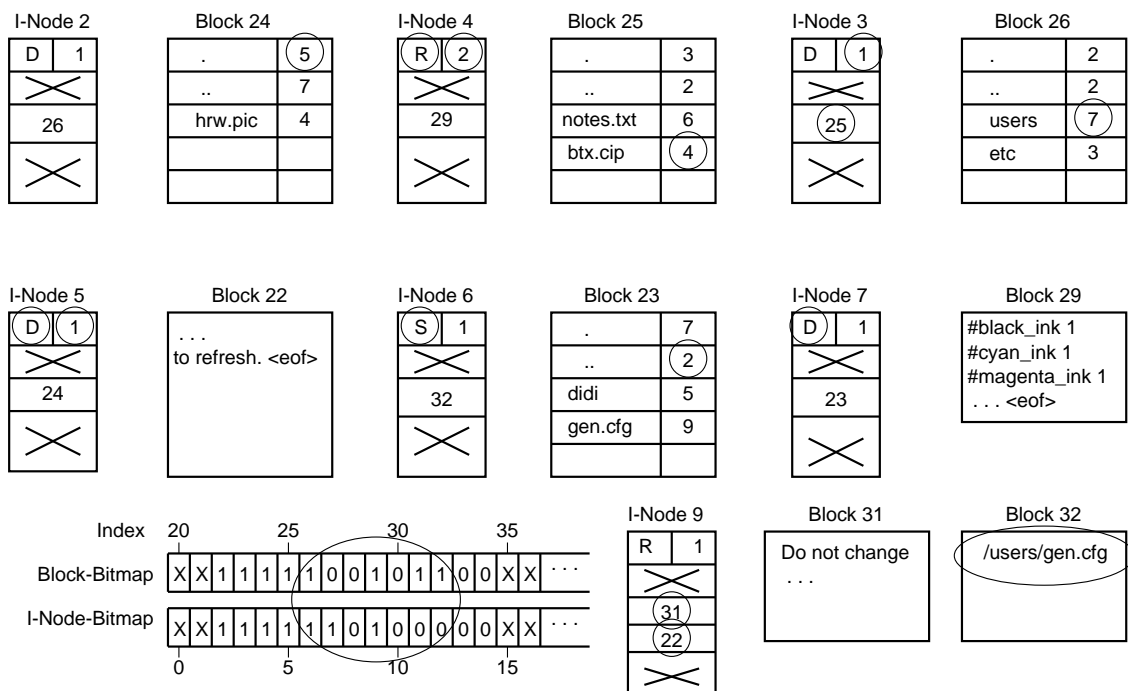 I-Node 2
D 1
26
Block 24
. 5
.. 7
hrw.pic 4
I-Node 4
R 2
29
Block 25
. 3
.. 2
notes.txt 6
btx.cip 4
I-Node 3
D 1
25
Block 26
. 2
.. 2
users 7
etc 3
I-Node 5
D 1
24
Block 22
. . .
to refresh. <eof>
I-Node 6
S 1
32
Block 23
. 7
.. 2
didi 5
gen.cfg 9
I-Node 7
D 1
23
Block 29
#black_ink 1
#cyan_ink 1
#magenta_ink 1
. . . <eof>
Index 20 25 30 35
Block-Bitmap X X 1 1 1 1 1 0 0 1 0 1 1 0 0 X X . . .
I-Node-Bitmap X X 1 1 1 1 1 1 0 1 0 0 0 0 0 X X . . .
0 5 10 15
I-Node 9
R 1
31
22
Block 31
Do not change
. . .
Block 32
/users/gen.cfg